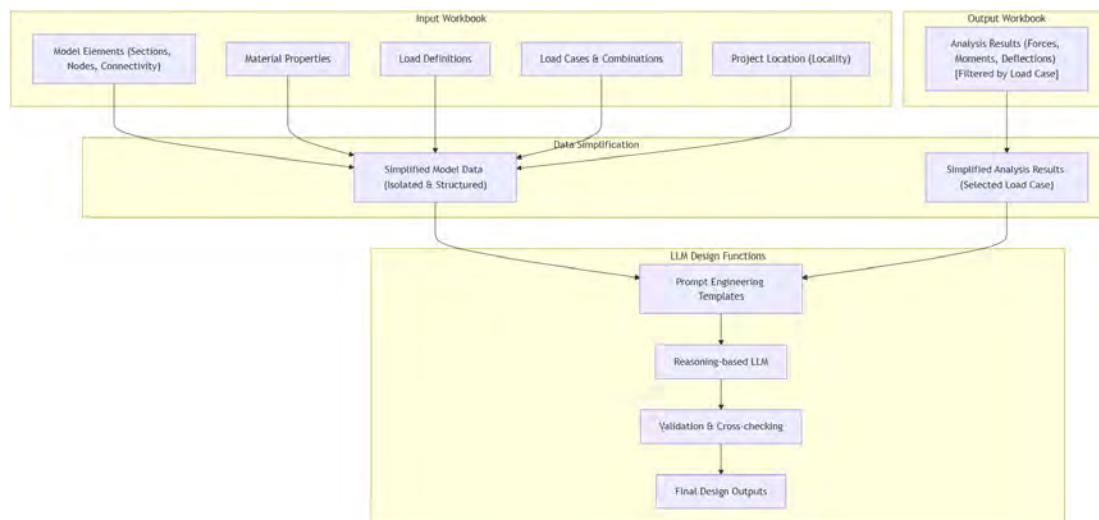 Input Workbook
Output Workbook
Model Elements (Sections,
Nodes, Connectivity)
Material Properties
Load Definitions
Load Cases & Combinations
Project Location (Locality)
Analysis Results (Forces,
Moments, Deflections)
[Filtered by Load Case]
Data Simplification
Simplified Model Data
(Isolated & Structured)
Simplified Analysis Results
(Selected Load Case)
LLM Design Functions
Prompt Engineering
Templates
Reasoning-based LLM
Validation & Cross-checking
Final Design Outputs